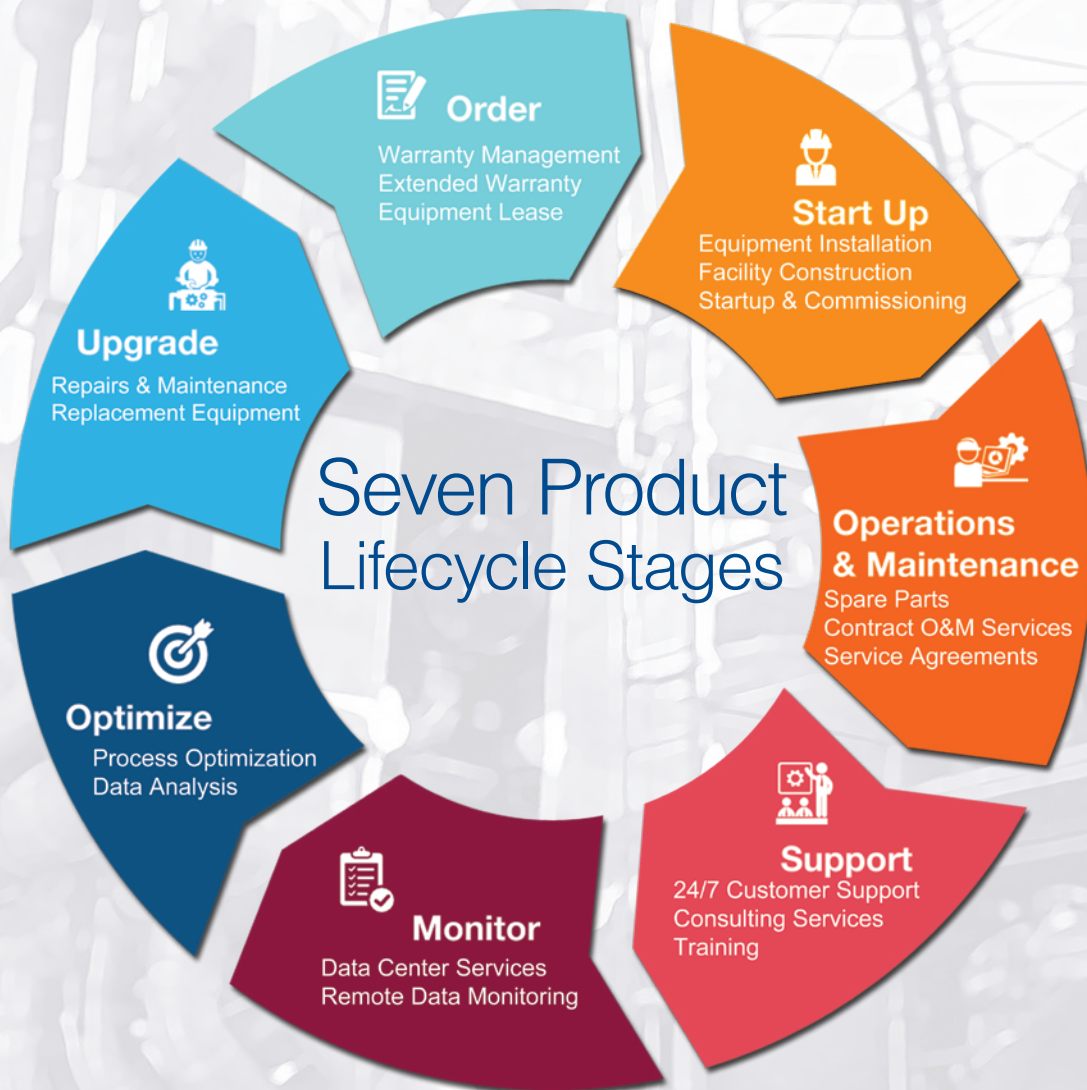 Order
Warranty Management
Extended Warranty
Equipment Lease
Start Up
Equipment Installation
Facility Construction
Startup & Commissioning
Operations
& Maintenance
Spare Parts
Contract O&M Services
Service Agreements
Support
24/7 Customer Support
Consulting Services
Training
Monitor
Data Center Services
Remote Data Monitoring
Optimize
Process Optimization
Data Analysis
Upgrade
Repairs & Maintenance
Replacement Equipment
Seven Product
Lifecycle Stages